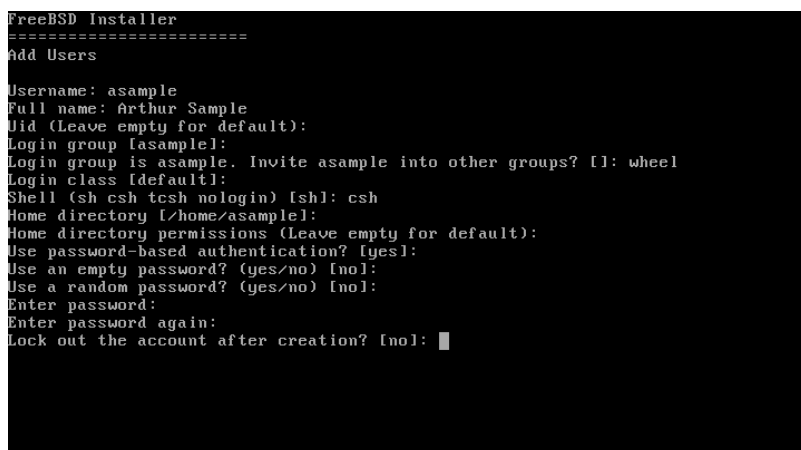 FreeBSD Installer
========================
Add Users
Username: asample
Full name: Arthur Sample
Uid (Leave empty for default):
Login group [asample]:
Login group is asample. Invite asample into other groups? []: wheel
Login class [default]:
Shell (sh csh tcsh nologin) [sh]: csh
Home directory [/home/asample]:
Home directory permissions (Leave empty for default):
Use password-based authentication? [yes]:
Use an empty password? (yes/no) [no]:
Use a random password? (yes/no) [no]:
Enter password:
Enter password again:
Lock out the account after creation? [no]: